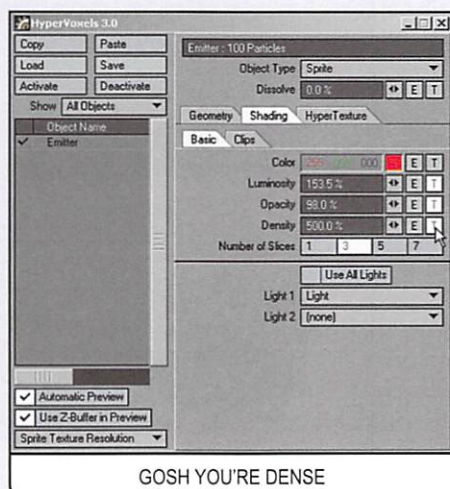 HyperVoxels 3.0
Copy Paste
Load Save
Activate Deactivate
Show All Objects
Object Name
Emitter
Automatic Preview
Use Z-Buffer in Preview
Sprite Texture Resolution
Emitter : 100 Particles
Object Type Sprite
Dissolve 0.0 % E T
Geometry Shading HyperTexture
Basic Clips
Color 000 E T
Luminosity 153.5 % E T
Opacity 98.0 % E T
Density 500.0 % E T
Number of Slices 1 3 5 7
Use All Lights
Light 1 Light
Light 2 (none)
GOSH YOU'RE DENSE